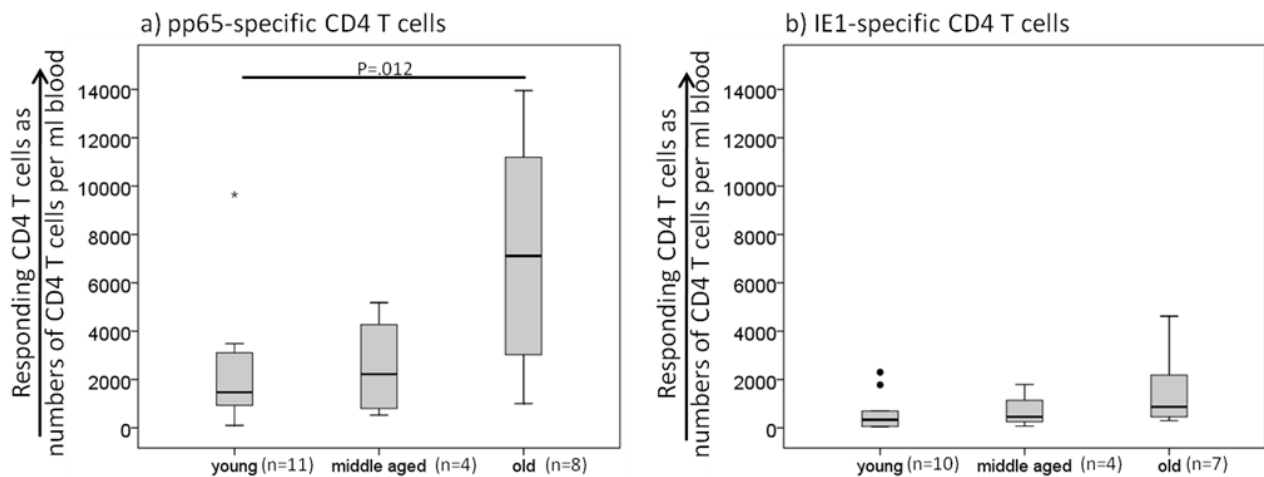 a) pp65-specific CD4 T cells
P=.012
Responding CD4 T cells as
numbers of CD4 T cells per ml blood
14000
12000
10000
8000
6000
4000
2000
0
*
young (n=11) middle aged (n=4) old (n=8)
b) IE1-specific CD4 T cells
Responding CD4 T cells as
numbers of CD4 T cells per ml blood
14000
12000
10000
8000
6000
4000
2000
0
young (n=10) middle aged (n=4) old (n=7)